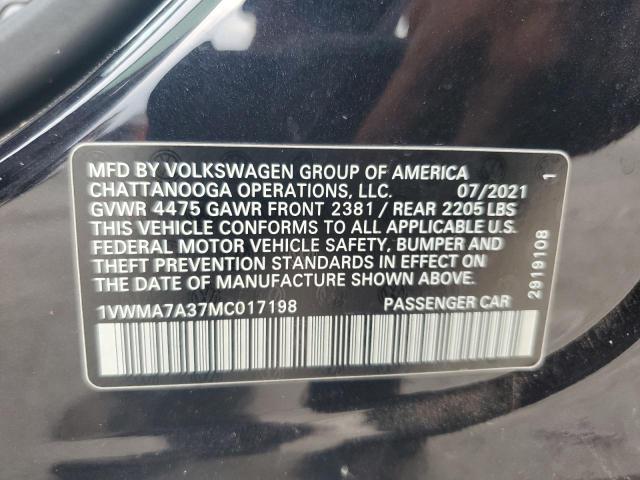 MFD BY VOLKSWAGEN GROUP OF AMERICA
CHATTANOOGA OPERATIONS, LLC. 07/2021
GVWR 4475 GAWR FRONT 2381 / REAR 2205 LBS
THIS VEHICLE CONFORMS TO ALL APPLICABLE U.S.
FEDERAL MOTOR VEHICLE SAFETY, BUMPER AND
THEFT PREVENTION STANDARDS IN EFFECT ON
THE DATE OF MANUFACTURE SHOWN ABOVE.
1VWMA7A37MC017198 PASSENGER CAR
2919108 1